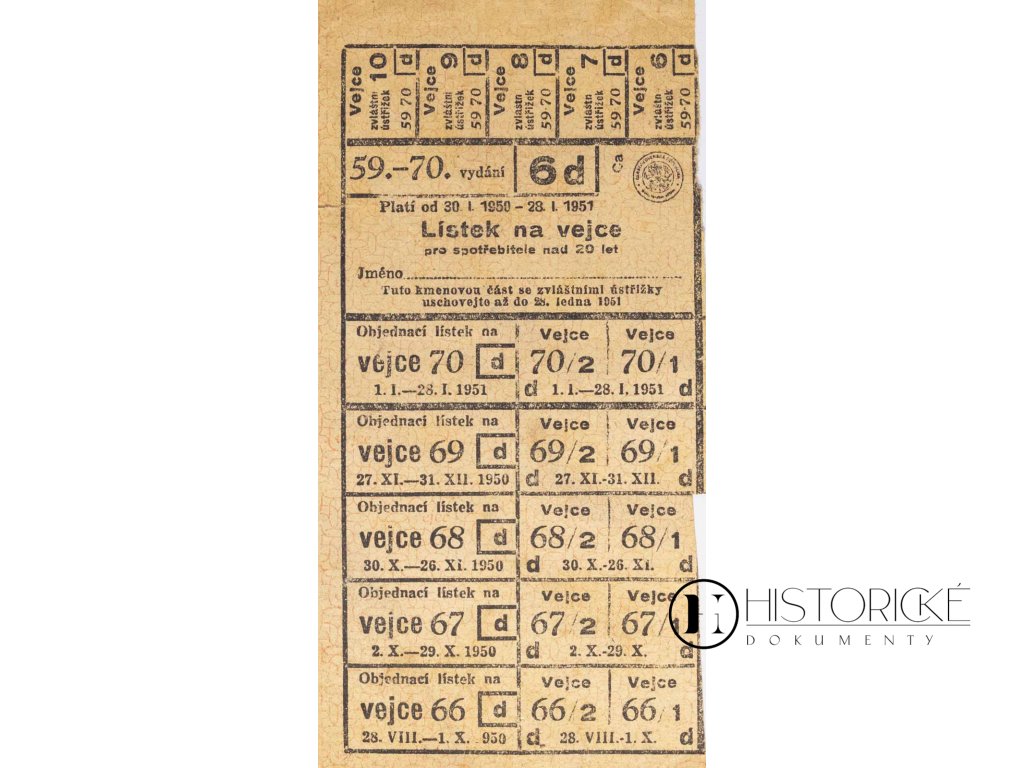 Vejce 10 d
zvláštní
ústřižek 59-70
Vejce 9 d
zvláštní
ústřižek 59-70
Vejce 8 d
zvláštn
ústřižek 59-70
Vejce 7 d
zvláštní
ústřižek 59-70
Vejce 6 d
zvláštní
ústřižek 59-70
59.-70. vydání 6d ca
Platí od 30. I. 1950 - 28. I. 1951
Lístek na vejce
pro spotřebitele nad 20 let
Jméno
Tuto kmenovou část se zvláštními ústřižky
uschovejte až do 28. ledna 1951
Objednací lístek na Vejce Vejce
vejce 70 d 70/2 70/1
1. I.—28. I. 1951 d 1. I.—28. I. 1951 d
Objednací lístek na Vejce Vejce
vejce 69 d 69/2 69/1
27. XI.—31. XII. 1950 d 27. XI.-31. XII. d
Objednací lístek na Vejce Vejce
vejce 68 d 68/2 68/1
30. X.—26. XI. 1950 d 30. X.-26. XI. d
Objednací lístek na Vejce Vejce
vejce 67 d 67/2 67/1
2. X.—29. X. 1950 d 2. X.-29. X. d
Objednací lístek na Vejce Vejce
vejce 66 d 66/2 66/1
28. VIII.—1. X. 950 d 28. VIII.-1. X. d
HISTORICKÉ
DOKUMENTY